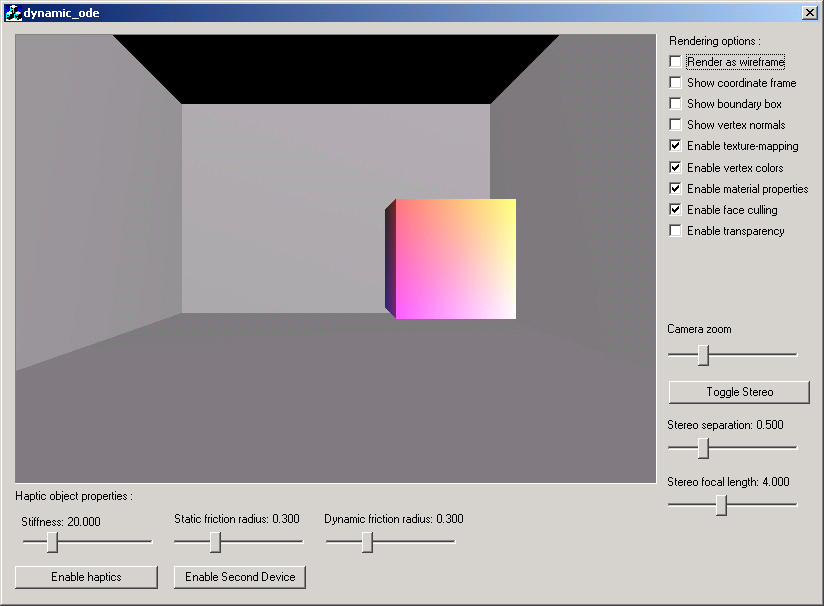 dynamic_ode
Rendering options :
Render as wireframe
Show coordinate frame
Show boundary box
Show vertex normals
Enable texture-mapping
Enable vertex colors
Enable material properties
Enable face culling
Enable transparency
Camera zoom
Toggle Stereo
Stereo separation: 0.500
Stereo focal length: 4.000
Haptic object properties :
Stiffness: 20.000
Static friction radius: 0.300
Dynamic friction radius: 0.300
Enable haptics
Enable Second Device